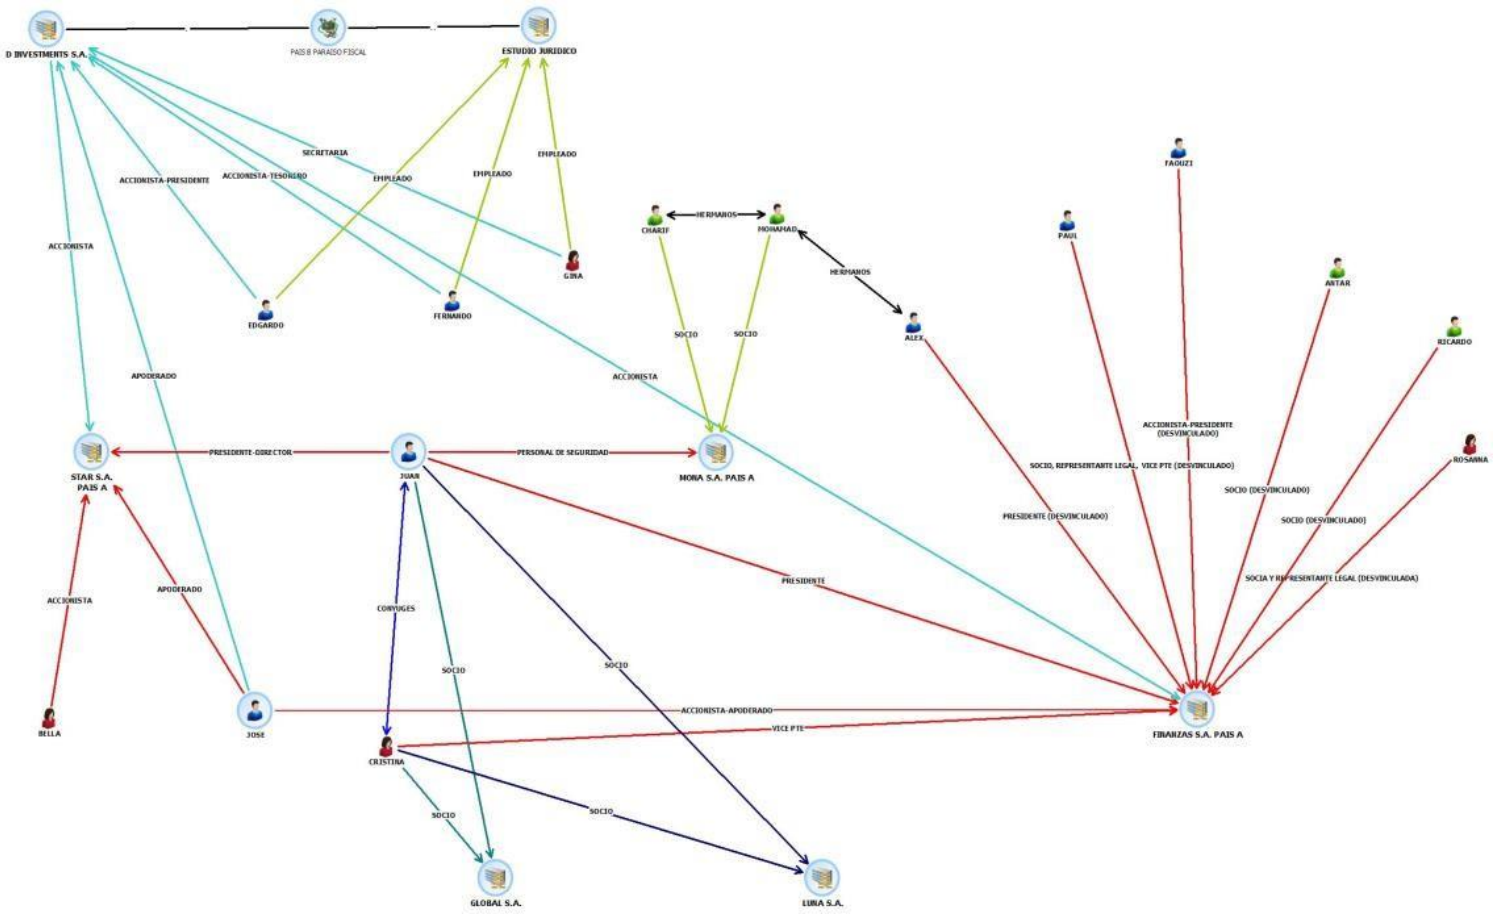 D INVESTMENTS S.A.
PAIS B PARAISO FISCAL
ESTUDIO JURIDICO
SECRETARIA
EMPLEADO
FAOUZI
ACCIONISTA-PRESIDENTE
ACCIONISTA-TESORERO
EMPLEADO
EMPLEADO
CHARIF
HERMANOS
MOHAMAD
PAUL
ACCIONISTA
GINA
HERMANOS
ANTAR
EDGARDO
FERNANDO
SOCIO
SOCIO
ALEX
RICARDO
APODERADO
ACCIONISTA
ACCIONISTA-PRESIDENTE
(DESVINCULADO)
PRESIDENTE-DIRECTOR
PERSONAL DE SEGURIDAD
ROSANNA
STAR S.A.
PAIS A
JUAN
MONA S.A. PAIS A
SOCIO, REPRESENTANTE LEGAL, VICE PTE (DESVINCULADO)
SOCIO (DESVINCULADO)
PRESIDENTE (DESVINCULADO)
SOCIO (DESVINCULADO)
ACCIONISTA
APODERADO
CONYUGES
PRESIDENTE
SOCIA Y REPRESENTANTE LEGAL (DESVINCULADA)
SOCIO
SOCIO
BELLA
JOSE
ACCIONISTA-APODERADO
VICE PTE
FINANZAS S.A. PAIS A
CRISTINA
SOCIO
SOCIO
GLOBAL S.A.
LUNA S.A.